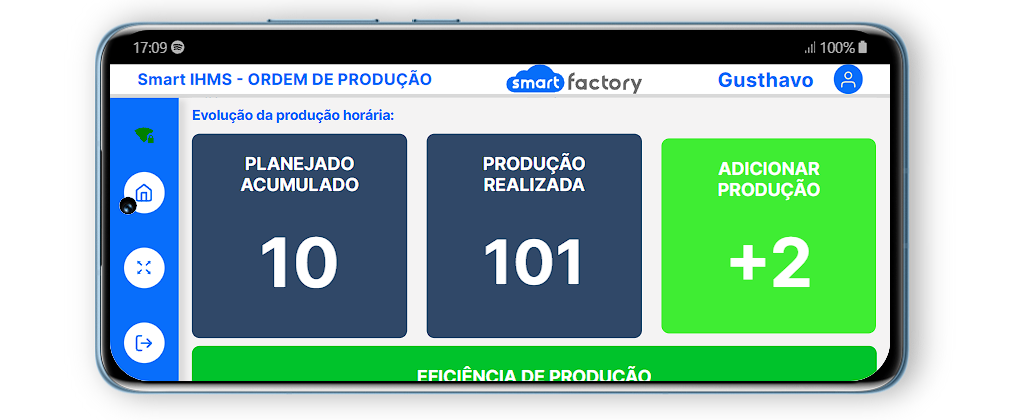 17:09
100%
Smart IHMS - ORDEM DE PRODUÇÃO
smart factory
Gusthavo
Evolução da produção horária:
PLANEJADO
ACUMULADO
10
PRODUÇÃO
REALIZADA
101
ADICIONAR
PRODUÇÃO
+2
EFICIÊNCIA DE PRODUÇÃO